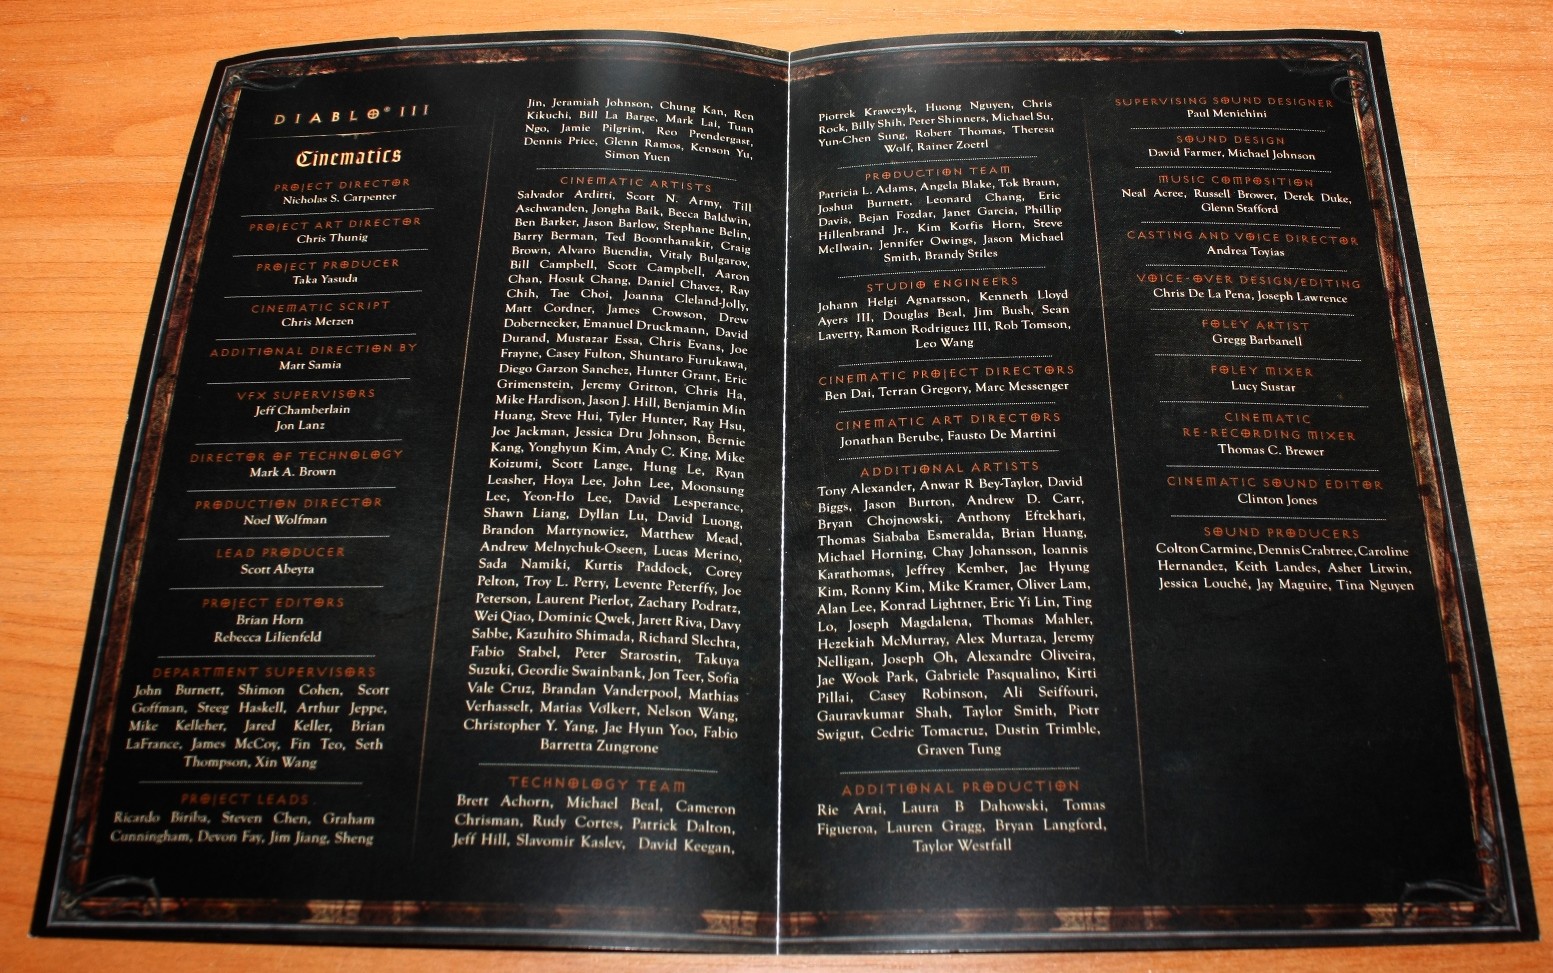 DIABLO® III
Cinematics
PROJECT DIRECTOR
Nicholas S. Carpenter
PROJECT ART DIRECTOR
Chris Thunig
PROJECT PRODUCER
Taka Yasuda
CINEMATIC SCRIPT
Chris Metzen
ADDITIONAL DIRECTION BY
Matt Samia
VFX SUPERVISORS
Jeff Chamberlain
Jon Lanz
DIRECTOR OF TECHNOLOGY
Mark A. Brown
PRODUCTION DIRECTOR
Noel Wolfman
LEAD PRODUCER
Scott Abeyta
PROJECT EDITORS
Brian Horn
Rebecca Lilienfeld
DEPARTMENT SUPERVISORS
John Burnett, Shimon Cohen, Scott
Goffman, Steeg Haskell, Arthur Jeppe,
Mike Kelleher, Jared Keller, Brian
LaFrance, James McCoy, Fin Teo, Seth
Thompson, Xin Wang
PROJECT LEADS
Ricardo Biriba, Steven Chen, Graham
Cunningham, Devon Fay, Jim Jiang, Sheng
Jin, Jeramiah Johnson, Chung Kan, Ren
Kikuchi, Bill La Barge, Mark Lai, Tuan
Ngo, Jamie Pilgrim, Reo Prendergast,
Dennis Price, Glenn Ramos, Kenson Yu,
Simon Yuen
CINEMATIC ARTISTS
Salvador Arditti, Scott N. Army, Till
Aschwanden, Jongha Baik, Becca Baldwin,
Ben Barker, Jason Barlow, Stephane Belin,
Barry Berman, Ted Boonthanakit, Craig
Brown, Alvaro Buendia, Vitaly Bulgarov,
Bill Campbell, Scott Campbell, Aaron
Chan, Hosuk Chang, Daniel Chavez, Ray
Chih, Tae Choi, Joanna Cleland-Jolly,
Matt Cordner, James Crowson, Drew
Dobernecker, Emanuel Druckmann, David
Durand, Mustazar Essa, Chris Evans, Joe
Frayne, Casey Fulton, Shuntaro Furukawa,
Diego Garzon Sanchez, Hunter Grant, Eric
Grimenstein, Jeremy Gritton, Chris Ha,
Mike Hardison, Jason J. Hill, Benjamin Min
Huang, Steve Hui, Tyler Hunter, Ray Hsu,
Joe Jackman, Jessica Dru Johnson, Bernie
Kang, Yonghyun Kim, Andy C. King, Mike
Koizumi, Scott Lange, Hung Le, Ryan
Leasher, Hoya Lee, John Lee, Moonsung
Lee, Yeon-Ho Lee, David Lesperance,
Shawn Liang, Dyllan Lu, David Luong,
Brandon Martynowicz, Matthew Mead,
Andrew Melnychuk-Oseen, Lucas Merino,
Sada Namiki, Kurtis Paddock, Corey
Pelton, Troy L. Perry, Levente Peterffy, Joe
Peterson, Laurent Pierlot, Zachary Podratz,
Wei Qiao, Dominic Qwek, Jarett Riva, Davy
Sabbe, Kazuhito Shimada, Richard Slechta,
Fabio Stabel, Peter Starostin, Takuya
Suzuki, Geordie Swainbank, Jon Teer, Sofia
Vale Cruz, Brandan Vanderpool, Mathias
Verhasselt, Matias Volkert, Nelson Wang,
Christopher Y. Yang, Jae Hyun Yoo, Fabio
Barretta Zungrone
TECHNOLOGY TEAM
Brett Achorn, Michael Beal, Cameron
Chrisman, Rudy Cortes, Patrick Dalton,
Jeff Hill, Slavomir Kaslev, David Keegan,
Piotrek Krawczyk, Huong Nguyen, Chris
Rock, Billy Shih, Peter Shinners, Michael Su,
Yun-Chen Sung, Robert Thomas, Theresa
Wolf, Rainer Zoettl
PRODUCTION TEAM
Patricia L. Adams, Angela Blake, Tok Braun,
Joshua Burnett, Leonard Chang, Eric
Davis, Bejan Fozdar, Janet Garcia, Phillip
Hillenbrand Jr., Kim Kotfis Horn, Steve
McIlwain, Jennifer Owings, Jason Michael
Smith, Brandy Stiles
STUDIO ENGINEERS
Johann Helgi Agnarsson, Kenneth Lloyd
Ayers III, Douglas Beal, Jim Bush, Sean
Laverty, Ramon Rodriguez III, Rob Tomson,
Leo Wang
CINEMATIC PROJECT DIRECTORS
Ben Dai, Terran Gregory, Marc Messenger
CINEMATIC ART DIRECTORS
Jonathan Berube, Fausto De Martini
ADDITIONAL ARTISTS
Tony Alexander, Anwar R Bey-Taylor, David
Biggs, Jason Burton, Andrew D. Carr,
Bryan Chojnowski, Anthony Eftekhari,
Thomas Siababa Esmeralda, Brian Huang,
Michael Horning, Chay Johansson, Ioannis
Karathomas, Jeffrey Kember, Jae Hyung
Kim, Ronny Kim, Mike Kramer, Oliver Lam,
Alan Lee, Konrad Lightner, Eric Yi Lin, Ting
Lo, Joseph Magdalena, Thomas Mahler,
Hezekiah McMurray, Alex Murtaza, Jeremy
Nelligan, Joseph Oh, Alexandre Oliveira,
Jae Wook Park, Gabriele Pasqualino, Kirti
Pillai, Casey Robinson, Ali Seiffouri,
Gauravkumar Shah, Taylor Smith, Piotr
Swigut, Cedric Tomacruz, Dustin Trimble,
Graven Tung
ADDITIONAL PRODUCTION
Rie Arai, Laura B Dahowski, Tomas
Figueroa, Lauren Gragg, Bryan Langford,
Taylor Westfall
SUPERVISING SOUND DESIGNER
Paul Menichini
SOUND DESIGN
David Farmer, Michael Johnson
MUSIC COMPOSITION
Neal Acree, Russell Brower, Derek Duke,
Glenn Stafford
CASTING AND VOICE DIRECTOR
Andrea Toyias
VOICE-OVER DESIGN/EDITING
Chris De La Pena, Joseph Lawrence
FOLEY ARTIST
Gregg Barbanell
FOLEY MIXER
Lucy Sustar
CINEMATIC
RE-RECORDING MIXER
Thomas C. Brewer
CINEMATIC SOUND EDITOR
Clinton Jones
SOUND PRODUCERS
Colton Carmine, Dennis Crabtree, Caroline
Hernandez, Keith Landes, Asher Litwin,
Jessica Louché, Jay Maguire, Tina Nguyen